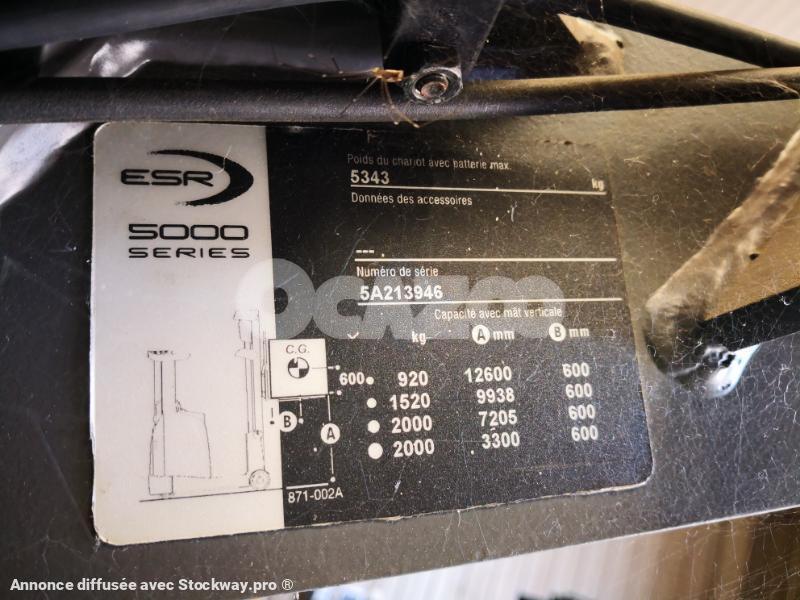 ESR
5000
SERIES
Poids du chariot avec batterie max.
5343 kg
Données des accessoires
---
Numéro de série
5A213946
Capacité avec mât verticale
kg A mm B mm
C.G.
600 920 12600 600
1520 9938 600
2000 7205 600
2000 3300 600
B
A
871-002A
OCAZOO
Annonce diffusée avec Stockway.pro ®